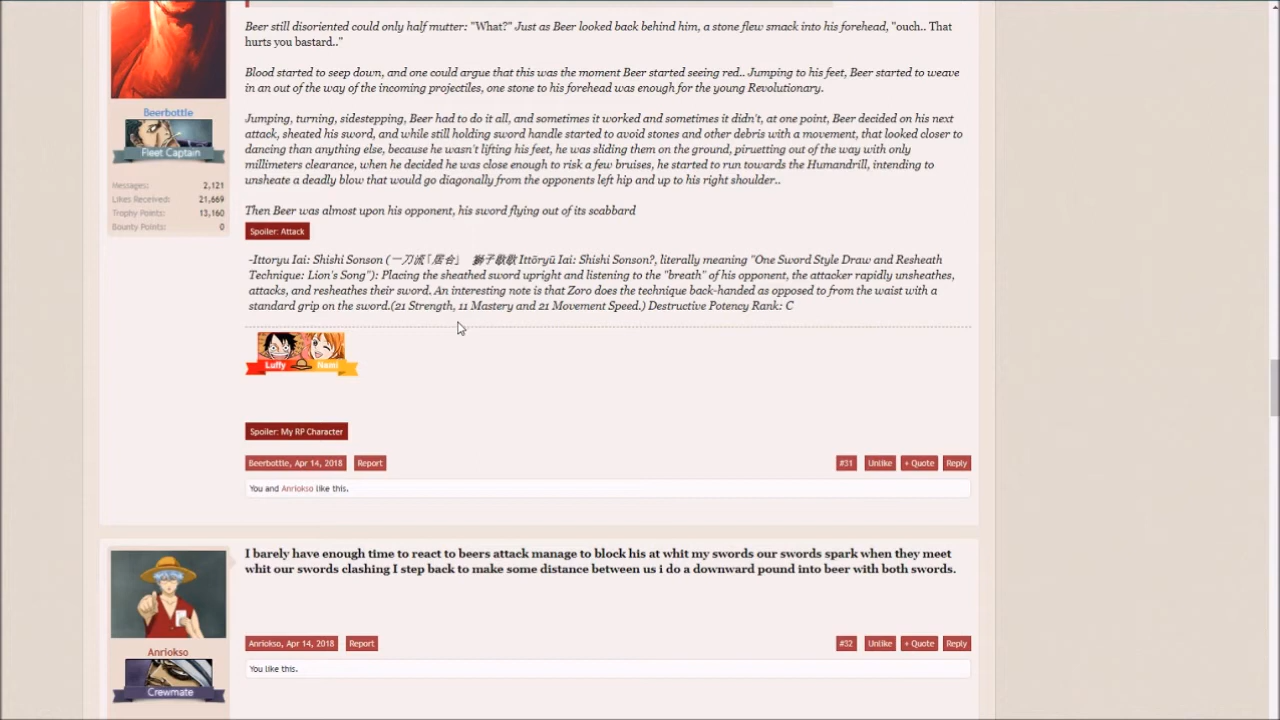 Beer still disoriented could only half mutter: "What?" Just as Beer looked back behind him, a stone flew smack into his forehead, "ouch.. That
hurts you bastard.."
Blood started to seep down, and one could argue that this was the moment Beer started seeing red.. Jumping to his feet, Beer started to weave
in an out of the way of the incoming projectiles, one stone to his forehead was enough for the young Revolutionary.
Jumping, turning, sidestepping, Beer had to do it all, and sometimes it worked and sometimes it didn't, at one point, Beer decided on his next
attack, sheated his sword, and while still holding sword handle started to avoid stones and other debris with a movement, that looked closer to
dancing than anything else, because he wasn't lifting his feet, he was sliding them on the ground, piruetting out of the way with only
millimeters clearance, when he decided he was close enough to risk a few bruises, he started to run towards the Humandrill, intending to
unsheate a deadly blow that would go diagonally from the opponents left hip and up to his right shoulder..
Then Beer was almost upon his opponent, his sword flying out of its scabbard
Spoiler: Attack
-Ittoryu Iai: Shishi Sonson (一刀流「居合」 獅子歌歌 Ittōryū Iai: Shishi Sonson?, literally meaning "One Sword Style Draw and Resheath
Technique: Lion's Song"): Placing the sheathed sword upright and listening to the "breath" of his opponent, the attacker rapidly unsheathes,
attacks, and resheathes their sword. An interesting note is that Zoro does the technique back-handed as opposed to from the waist with a
standard grip on the sword.(21 Strength, 11 Mastery and 21 Movement Speed.) Destructive Potency Rank: C
Beerbottle
Fleet Captain
Messages: 2,121
Likes Received: 21,669
Trophy Points: 13,160
Bounty Points: 0
Luffy Nami
Spoiler: My RP Character
Beerbottle, Apr 14, 2018 Report #31 Unlike + Quote Reply
You and Anriokso like this.
I barely have enough time to react to beers attack manage to block his at whit my swords our swords spark when they meet
whit our swords clashing I step back to make some distance between us i do a downward pound into beer with both swords.
Anriokso, Apr 14, 2018 Report #32 Unlike + Quote Reply
Anriokso
Crewmate
You like this.